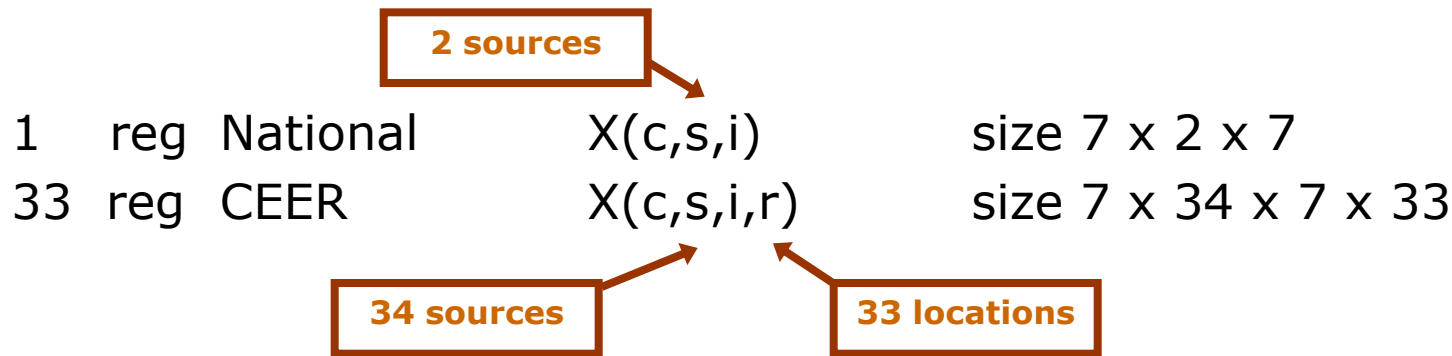 2 sources
1 reg National X(c,s,i) size 7 x 2 x 7
33 reg CEER X(c,s,i,r) size 7 x 34 x 7 x 33
34 sources 33 locations